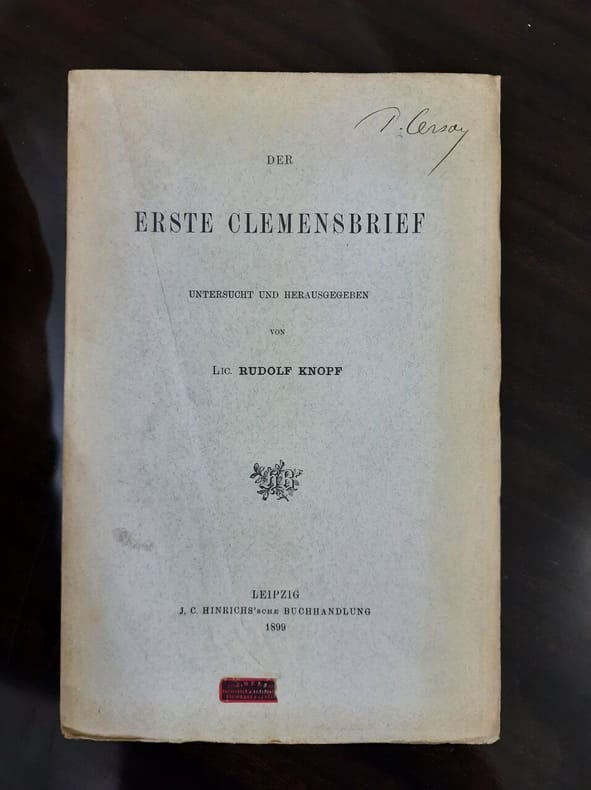 DER
ERSTE CLEMENSBRIEF
UNTERSUCHT UND HERAUSGEGEBEN
VON
LIC. RUDOLF KNOPF
LEIPZIG
J. C. HINRICHS'SCHE BUCHHANDLUNG
1899